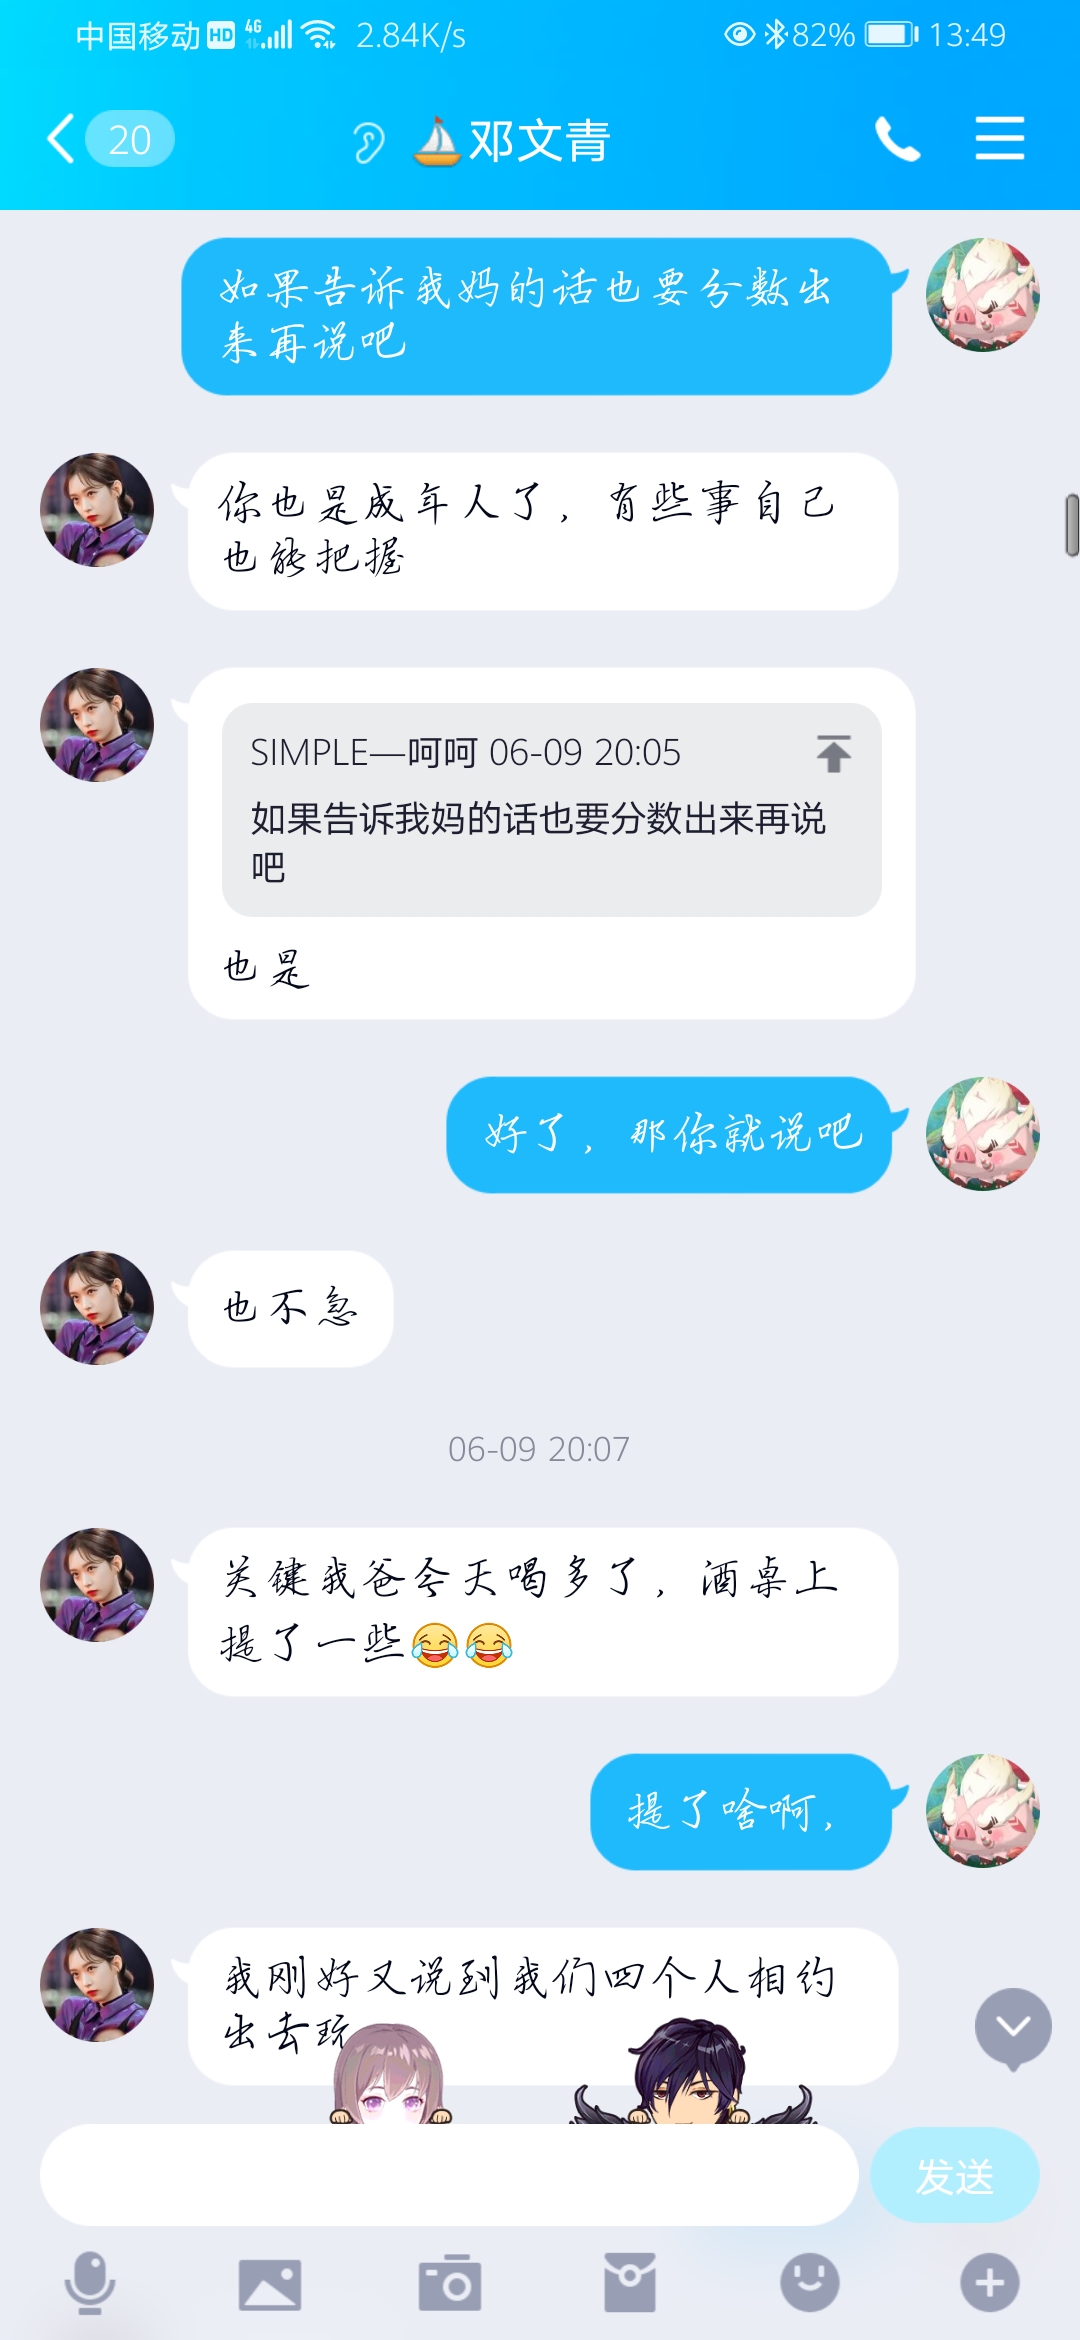 中国移动 HD 4G 2.84K/s 82% 13:49
20 邓文青
如果告诉我妈的话也要分数出
来再说吧
你也是成年人了，有些事自己
也能把握
SIMPLE—呵呵 06-09 20:05
如果告诉我妈的话也要分数出来再说
吧
也是
好了，那你就说吧
也不急
06-09 20:07
关键我爸今天喝多了，酒桌上
提了一些😂😂
提了啥啊，
我刚好又说到我们四个人相约
出去玩
发送